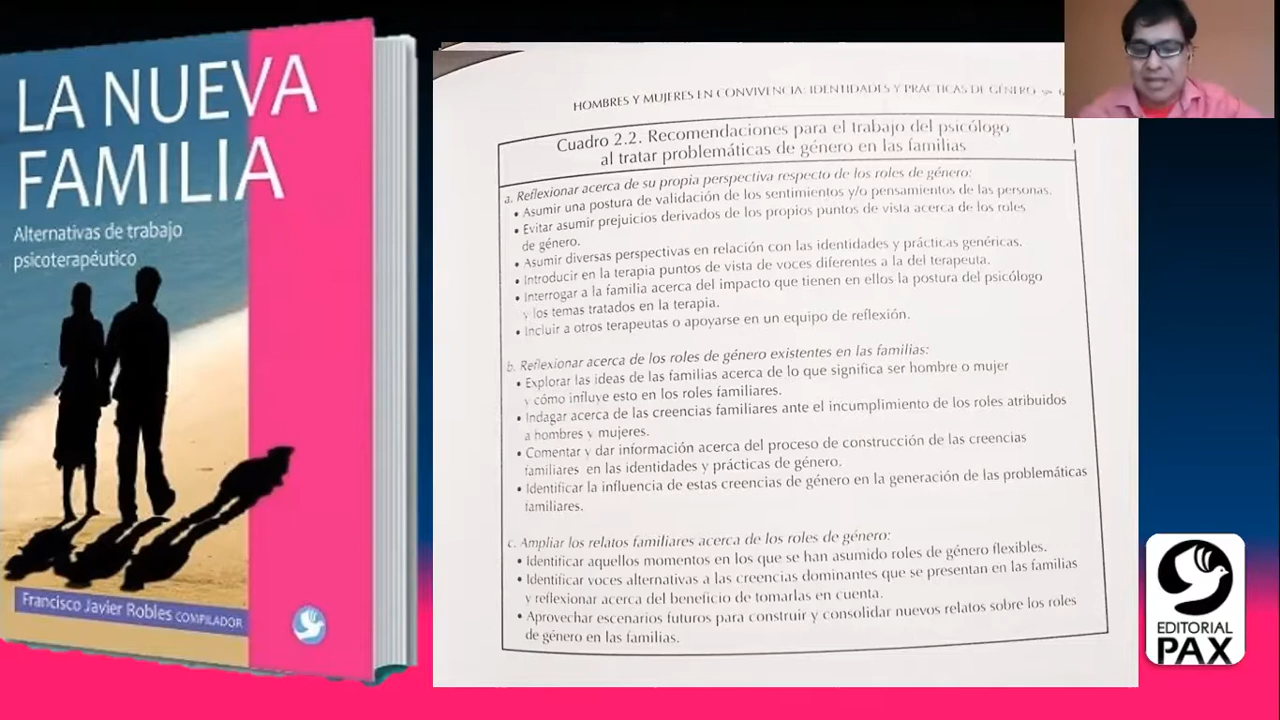 LA NUEVA
FAMILIA
Alternativas de trabajo
psicoterapéutico
Francisco Javier Robles COMPILADOR
HOMBRES Y MUJERES EN CONVIVENCIA: IDENTIDADES Y PRÁCTICAS DE GÉNERO
Cuadro 2.2. Recomendaciones para el trabajo del psicólogo
al tratar problemáticas de género en las familias
a. Reflexionar acerca de su propia perspectiva respecto de los roles de género:
• Asumir una postura de validación de los sentimientos y/o pensamientos de las personas.
• Evitar asumir prejuicios derivados de los propios puntos de vista acerca de los roles
de género.
• Asumir diversas perspectivas en relación con las identidades y prácticas genéricas.
• Introducir en la terapia puntos de vista de voces diferentes a la del terapeuta.
• Interrogar a la familia acerca del impacto que tienen en ellos la postura del psicólogo
y los temas tratados en la terapia.
• Incluir a otros terapeutas o apoyarse en un equipo de reflexión.
b. Reflexionar acerca de los roles de género existentes en las familias:
• Explorar las ideas de las familias acerca de lo que significa ser hombre o mujer
y cómo influye esto en los roles familiares.
• Indagar acerca de las creencias familiares ante el incumplimiento de los roles atribuidos
a hombres y mujeres.
• Comentar y dar información acerca del proceso de construcción de las creencias
familiares en las identidades y prácticas de género.
• Identificar la influencia de estas creencias de género en la generación de las problemáticas
familiares.
c. Ampliar los relatos familiares acerca de los roles de género:
• Identificar aquellos momentos en los que se han asumido roles de género flexibles.
• Identificar voces alternativas a las creencias dominantes que se presentan en las familias
y reflexionar acerca del beneficio de tomarlas en cuenta.
• Aprovechar escenarios futuros para construir y consolidar nuevos relatos sobre los roles
de género en las familias.
EDITORIAL
PAX